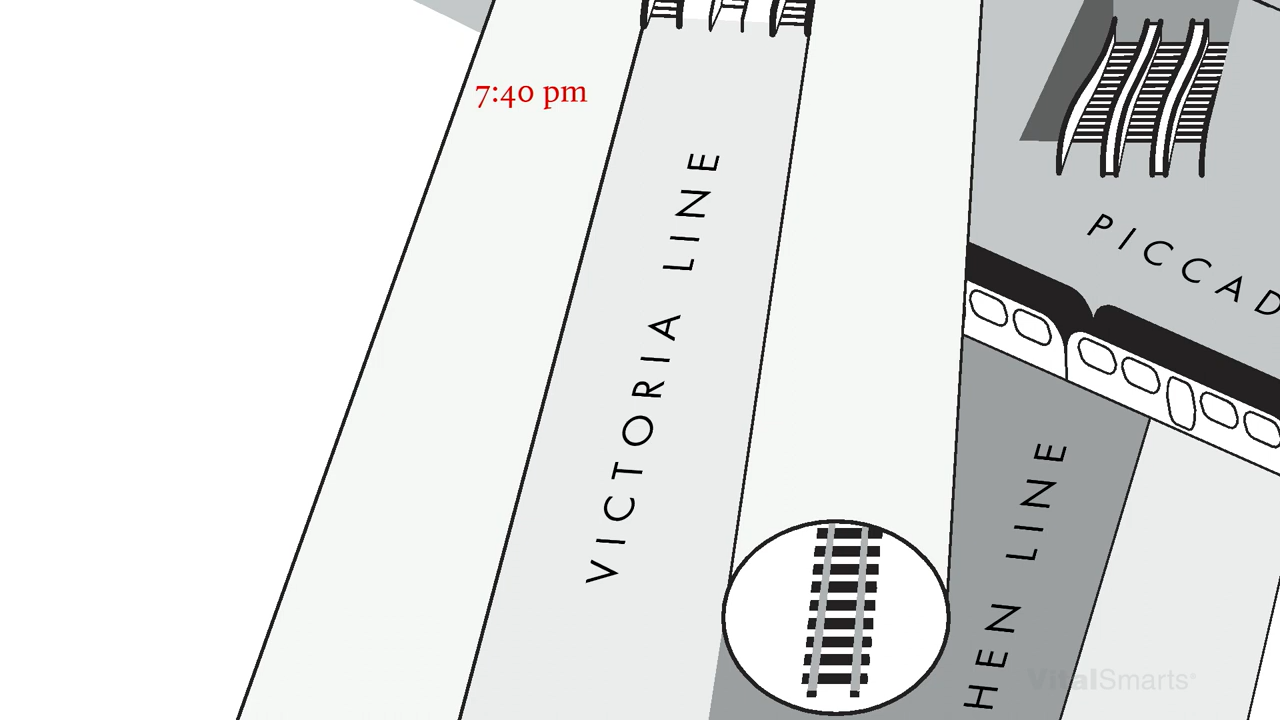 7:40 pm
VICTORIA LINE
PICCAD
HEN LINE
VitalSmarts